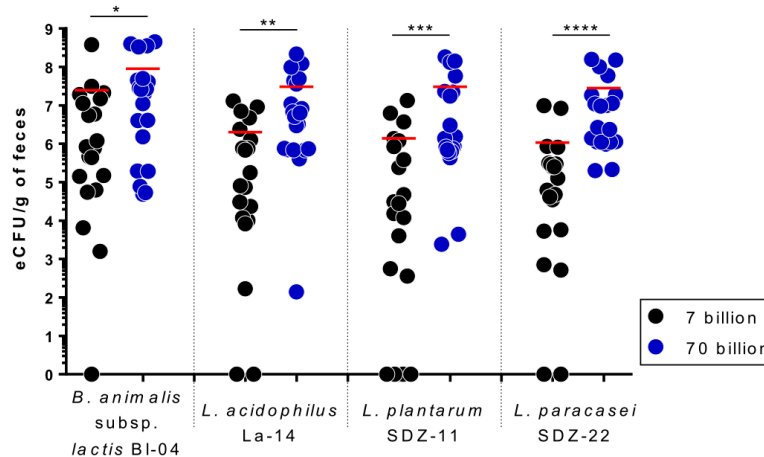 * ** *** ****
9
8
7
6
5
4
3
2
1
0
eCFU/g of feces
7 billion
70 billion
B. animalis
subsp.
lactis Bl-04
L. acidophilus
La-14
L. plantarum
SDZ-11
L. paracasei
SDZ-22